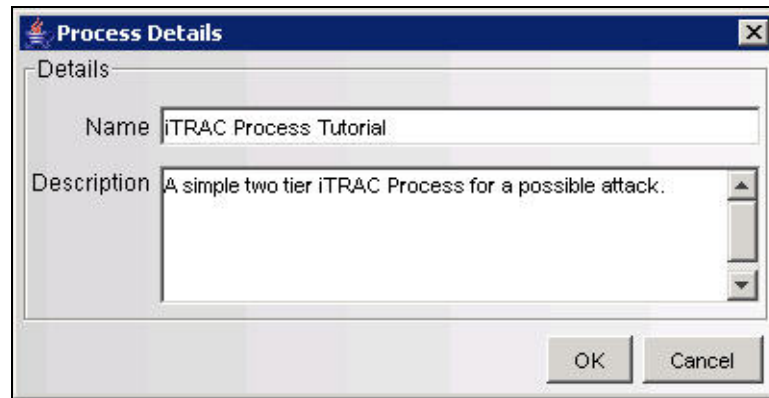 Process Details
Details
Name iTRAC Process Tutorial
Description A simple two tier iTRAC Process for a possible attack.
OK Cancel